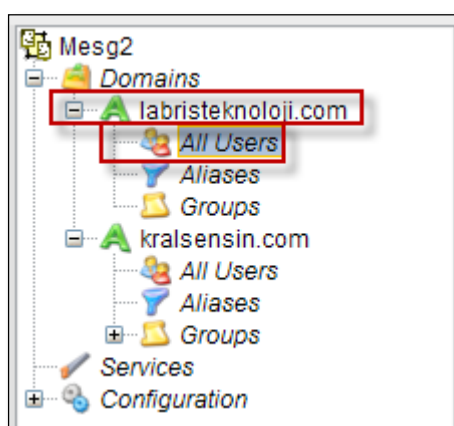 Mesg2
Domains
labristeknoloji.com
All Users
Aliases
Groups
kralsensin.com
All Users
Aliases
Groups
Services
Configuration